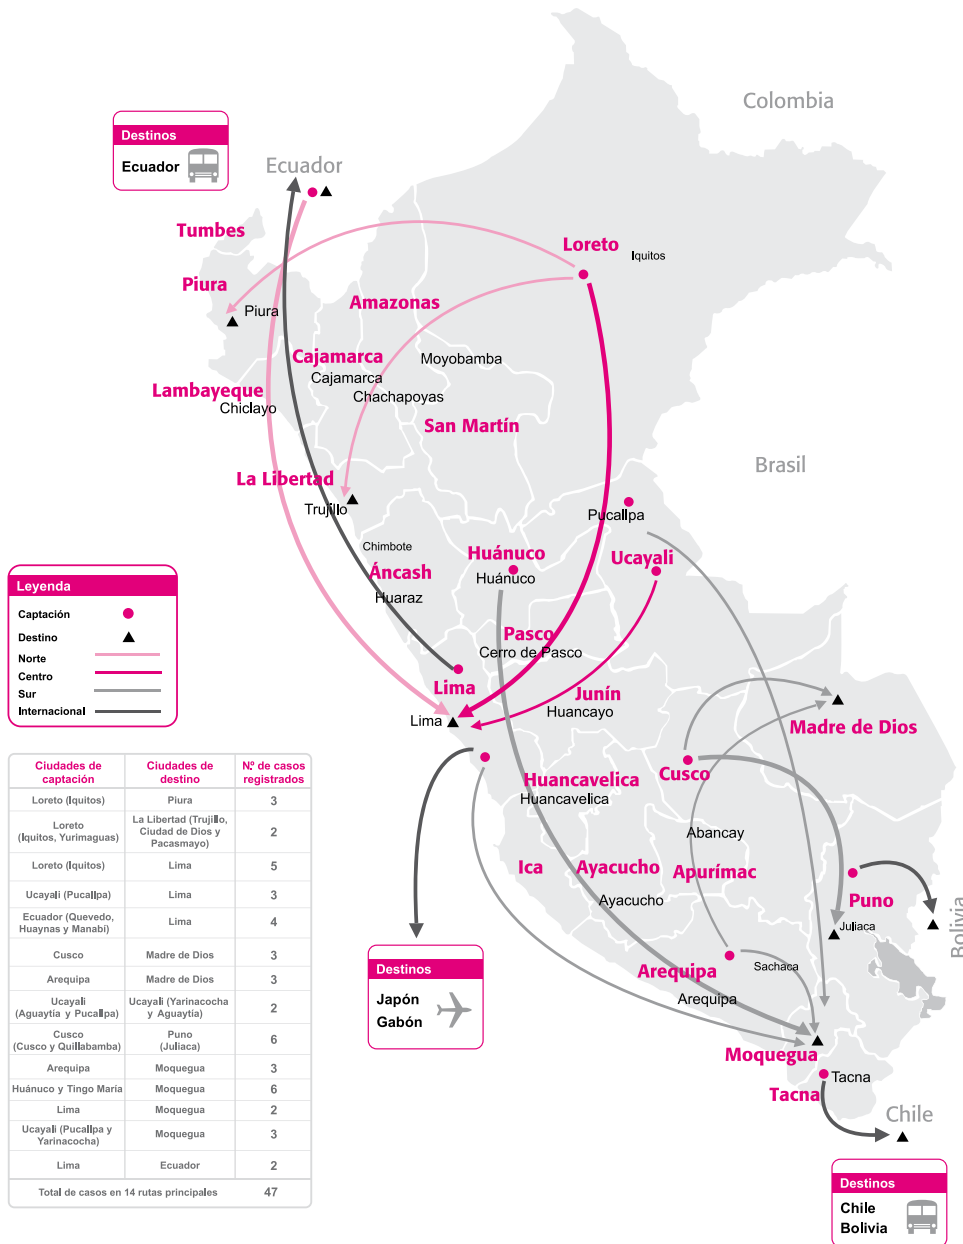 Colombia
Destinos
Ecuador
Ecuador
Tumbes
Loreto
Iquitos
Piura
Piura
Amazonas
Cajamarca
Moyobamba
Cajamarca
Lambayeque
Chachapoyas
Chiclayo
San Martín
Brasil
La Libertad
Trujillo
Pucallpa
Chimbote
Huánuco
Ucayali
Áncash
Huánuco
Huaraz
Leyenda
Captación
Destino
Norte
Centro
Sur
Internacional
Pasco
Cerro de Pasco
Lima
Junín
Lima
Huancayo
Madre de Dios
Cusco
Huancavelica
Huancavelica
Abancay
Ica
Ayacucho
Apurímac
Ayacucho
Puno
Juliaca
Bolivia
Arequipa
Sachaca
Arequipa
Destinos
Japón
Gabón
Moquegua
Tacna
Tacna
Chile
Destinos
Chile
Bolivia
Ciudades de captación Ciudades de destino N.º de casos registrados
Loreto (Iquitos) Piura 3
Loreto (Iquitos, Yurimaguas) La Libertad (Trujillo, Ciudad de Dios y Pacasmayo) 2
Loreto (Iquitos) Lima 5
Ucayali (Pucallpa) Lima 3
Ecuador (Quevedo, Huaynas y Manabí) Lima 4
Cusco Madre de Dios 3
Arequipa Madre de Dios 3
Ucayali (Aguaytia y Pucallpa) Ucayali (Yarinacocha y Aguaytía) 2
Cusco (Cusco y Quillabamba) Puno (Juliaca) 6
Arequipa Moquegua 3
Huánuco y Tingo María Moquegua 6
Lima Moquegua 2
Ucayali (Pucallpa y Yarinacocha) Moquegua 3
Lima Ecuador 2
Total de casos en 14 rutas principales 47